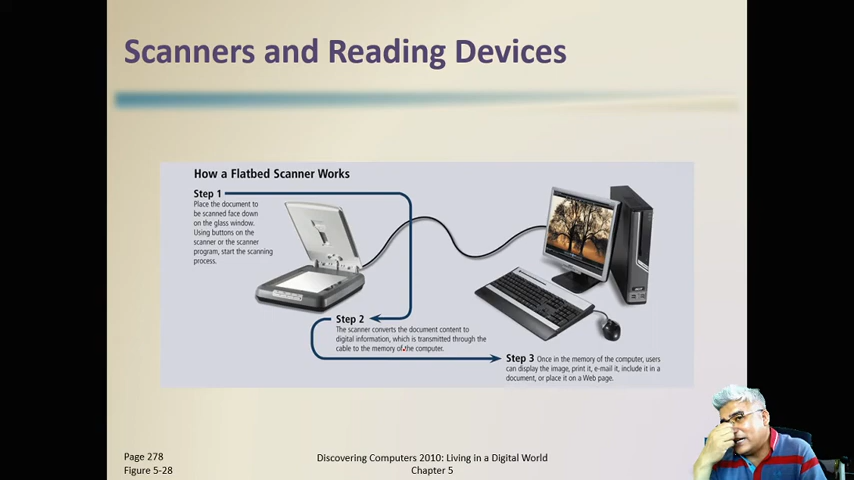 Scanners and Reading Devices
How a Flatbed Scanner Works
Step 1
Place the document to
be scanned face down
on the glass window.
Using buttons on the
scanner or the scanner
program, start the scanning
process.
Step 2
The scanner converts the document content to
digital information, which is transmitted through the
cable to the memory of the computer.
Step 3 Once in the memory of the computer, users
can display the image, print it, e-mail it, include it in a
document, or place it on a Web page.
Page 278
Figure 5-28
Discovering Computers 2010: Living in a Digital World
Chapter 5